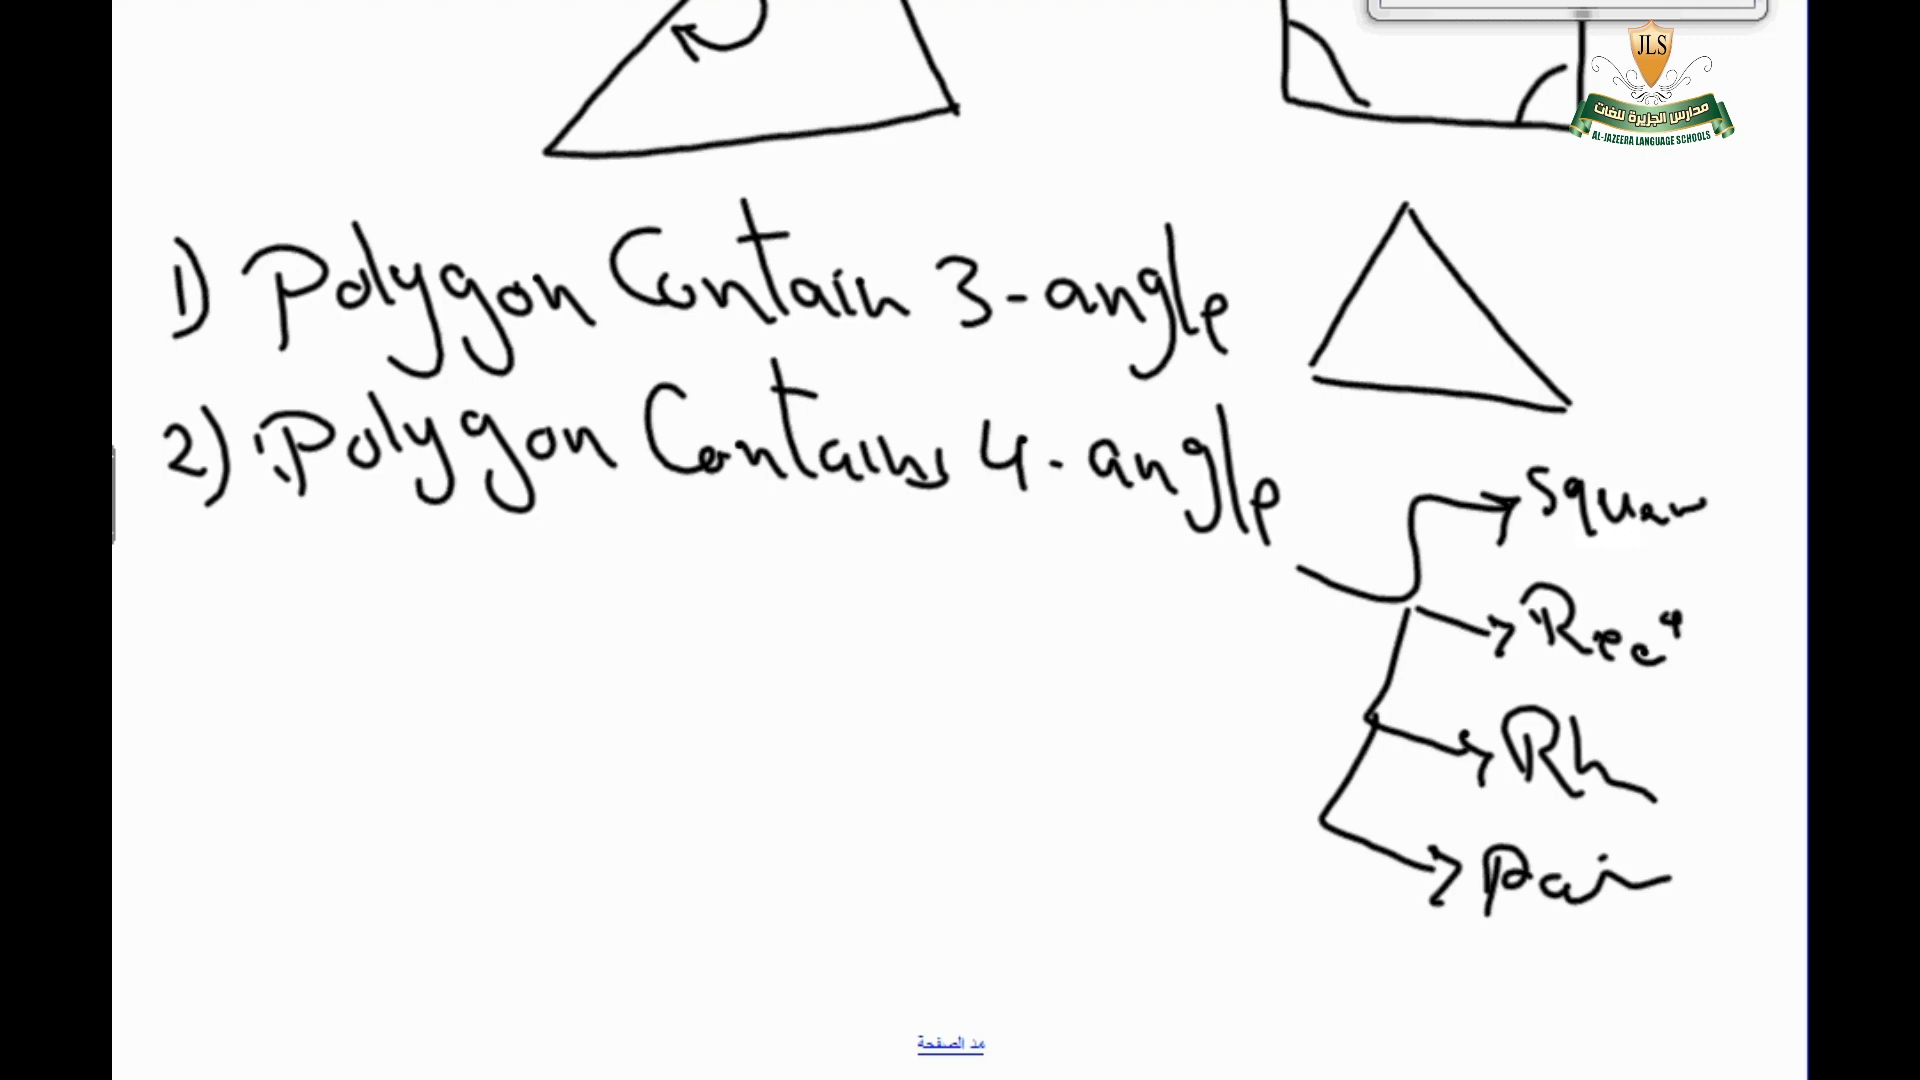 JLS
مدارس الجزيرة للغات
AL-JAZEERA LANGUAGE SCHOOLS
1) Polygon Contain 3-angle
2) Polygon Contains 4-angle
Squar
Rec
Rh
Par
مد الصفحة